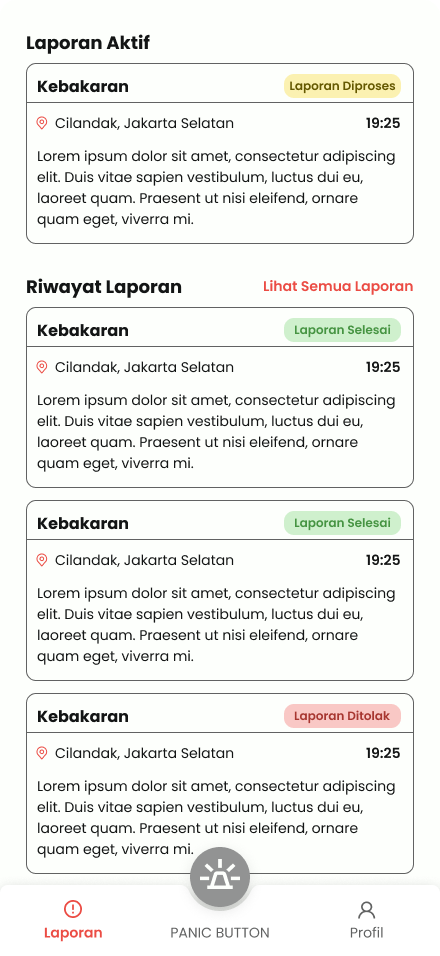 Laporan Aktif
Kebakaran
Laporan Diproses
Cilandak, Jakarta Selatan
19:25
Lorem ipsum dolor sit amet, consectetur adipiscing
elit. Duis vitae sapien vestibulum, luctus dui eu,
laoreet quam. Praesent ut nisi eleifend, ornare
quam eget, viverra mi.
Riwayat Laporan
Lihat Semua Laporan
Kebakaran
Laporan Selesai
Cilandak, Jakarta Selatan
19:25
Lorem ipsum dolor sit amet, consectetur adipiscing
elit. Duis vitae sapien vestibulum, luctus dui eu,
laoreet quam. Praesent ut nisi eleifend, ornare
quam eget, viverra mi.
Kebakaran
Laporan Selesai
Cilandak, Jakarta Selatan
19:25
Lorem ipsum dolor sit amet, consectetur adipiscing
elit. Duis vitae sapien vestibulum, luctus dui eu,
laoreet quam. Praesent ut nisi eleifend, ornare
quam eget, viverra mi.
Kebakaran
Laporan Ditolak
Cilandak, Jakarta Selatan
19:25
Lorem ipsum dolor sit amet, consectetur adipiscing
elit. Duis vitae sapien vestibulum, luctus dui eu,
laoreet quam. Praesent ut nisi eleifend, ornare
quam eget, viverra mi.
Laporan
PANIC BUTTON
Profil